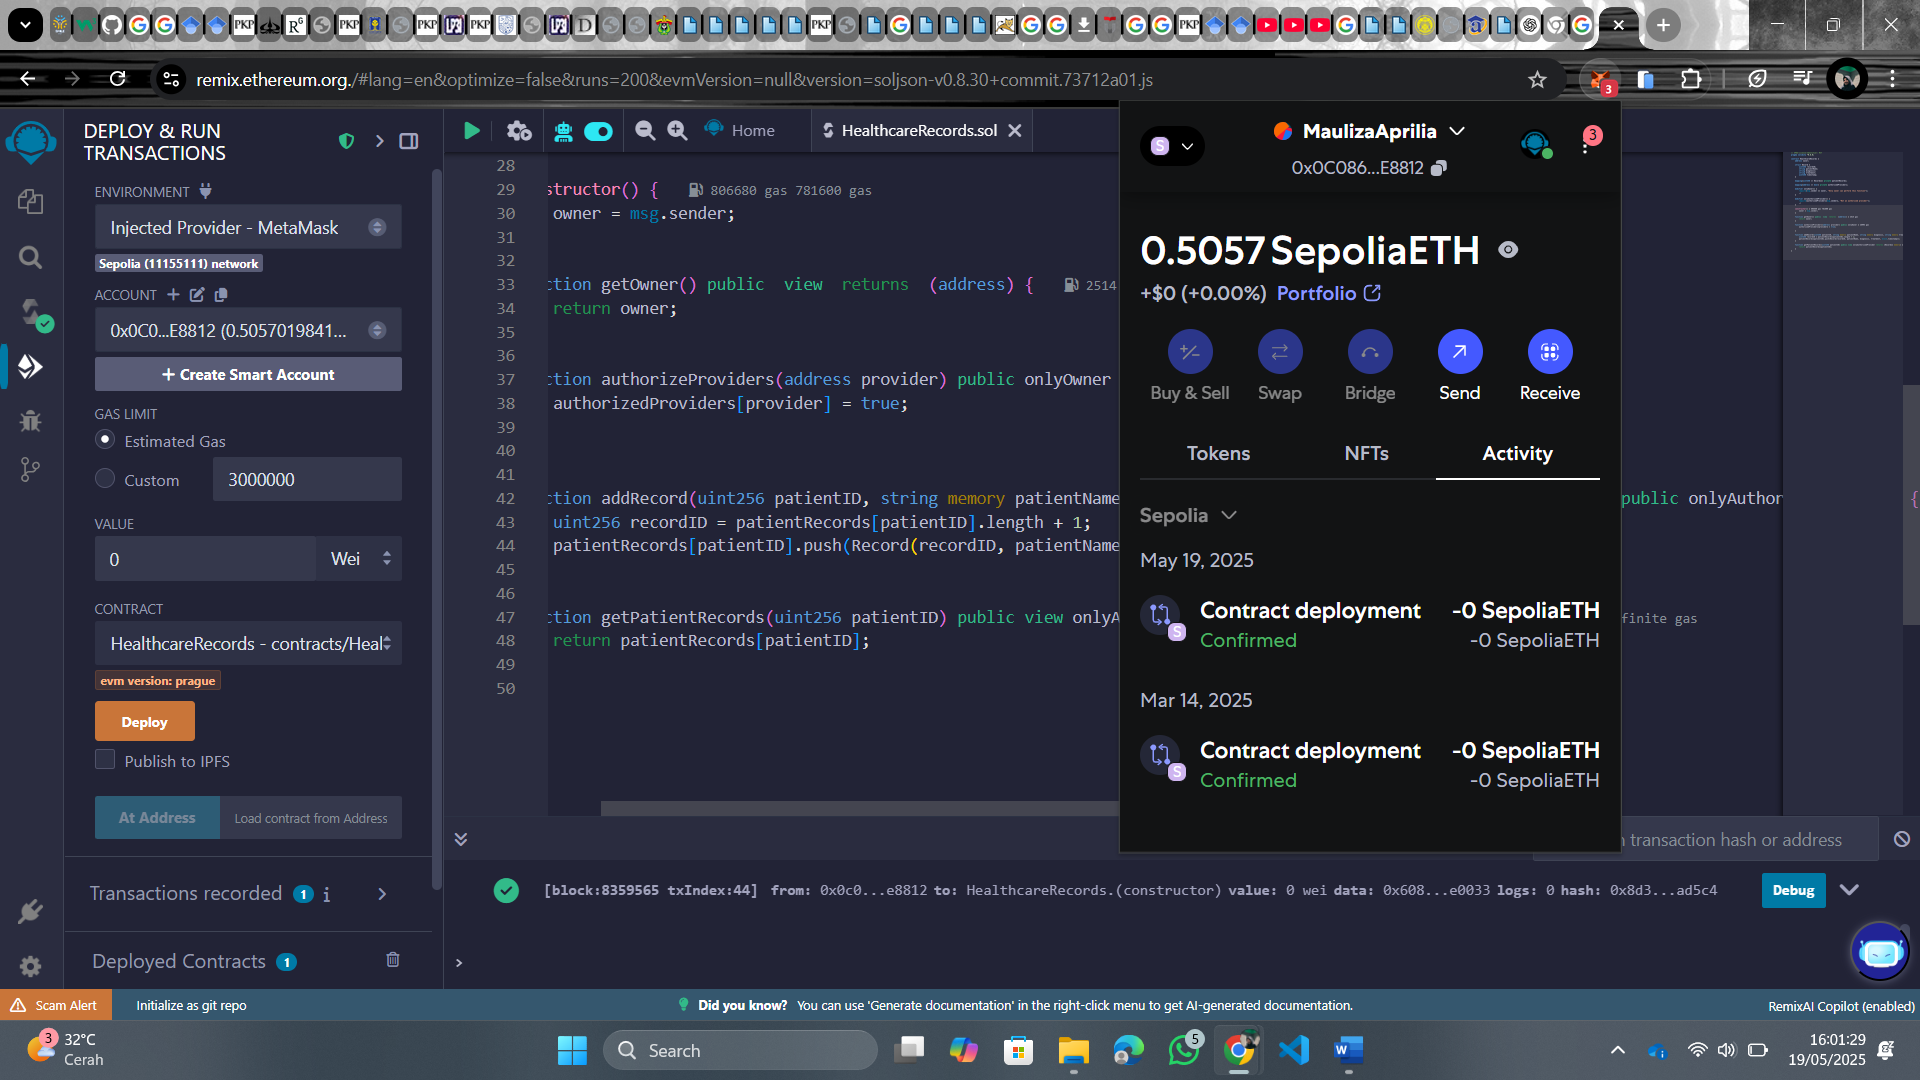 remix.ethereum.org./#lang=en&optimize=false&runs=200&evmVersion=null&version=soljson-v0.8.30+commit.73712a01.js
3
DEPLOY & RUN
TRANSACTIONS
ENVIRONMENT
Injected Provider - MetaMask
Sepolia (11155111) network
ACCOUNT
0x0C0...E8812 (0.5057019841...
+ Create Smart Account
GAS LIMIT
Estimated Gas
Custom
3000000
VALUE
0
Wei
CONTRACT
HealthcareRecords - contracts/Heal
evm version: prague
Deploy
Publish to IPFS
At Address
Load contract from Address
Transactions recorded 1 i
Deployed Contracts 1
Home
HealthcareRecords.sol
28
29 structor() { 806680 gas 781600 gas
30 owner = msg.sender;
31
32
33 ction getOwner() public view returns (address) { 2514
34 return owner;
35
36
37 ction authorizeProviders(address provider) public onlyOwner
38 authorizedProviders[provider] = true;
39
40
41
42 ction addRecord(uint256 patientID, string memory patientName public onlyAuthor {
43 uint256 recordID = patientRecords[patientID].length + 1;
44 patientRecords[patientID].push(Record(recordID, patientName
45
46
47 ction getPatientRecords(uint256 patientID) public view onlyA finite gas
48 return patientRecords[patientID];
49
50
S
MaulizaAprilia
0x0C086...E8812
3
0.5057 SepoliaETH
+$0 (+0.00%) Portfolio
Buy & Sell
Swap
Bridge
Send
Receive
Tokens
NFTs
Activity
Sepolia
May 19, 2025
Contract deployment -0 SepoliaETH
Confirmed -0 SepoliaETH
S
Mar 14, 2025
Contract deployment -0 SepoliaETH
Confirmed -0 SepoliaETH
S
transaction hash or address
[block:8359565 txIndex:44] from: 0x0c0...e8812 to: HealthcareRecords.(constructor) value: 0 wei data: 0x608...e0033 logs: 0 hash: 0x8d3...ad5c4
Debug
>
Scam Alert
Initialize as git repo
Did you know? You can use 'Generate documentation' in the right-click menu to get AI-generated documentation.
RemixAI Copilot (enabled)
3
32°C
Cerah
Search
5
16:01:29
19/05/2025